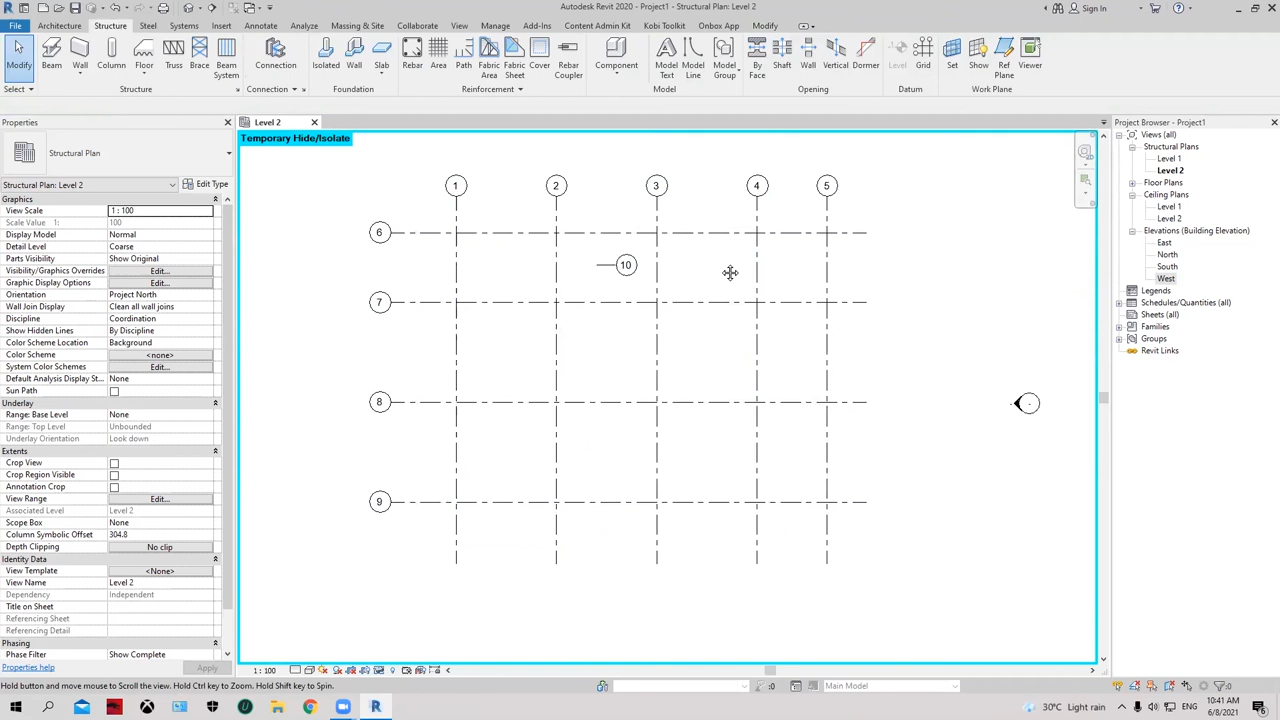 Autodesk Revit 2020 - Project1 - Structural Plan: Level 2
Sign In
File Architecture Structure Steel Systems Insert Annotate Analyze Massing & Site Collaborate View Manage Add-Ins Content Admin Kit Kobi Toolkit Onbox App Modify
Modify Beam Wall Column Floor Truss Brace Beam System Connection Isolated Wall Slab Rebar Area Path Fabric Area Fabric Sheet Cover Rebar Coupler Component Model Text Model Line Model Group By Face Shaft Wall Vertical Dormer Level Grid Set Show Ref Plane Viewer
Select Structure Connection Foundation Reinforcement Model Opening Datum Work Plane
Properties
Level 2
Project Browser - Project1
Temporary Hide/Isolate
Structural Plan
Structural Plan: Level 2
Edit Type
Graphics
View Scale 1 : 100
Scale Value 1: 100
Display Model Normal
Detail Level Coarse
Parts Visibility Show Original
Visibility/Graphics Overrides Edit...
Graphic Display Options Edit...
Orientation Project North
Wall Join Display Clean all wall joins
Discipline Coordination
Show Hidden Lines By Discipline
Color Scheme Location Background
Color Scheme <none>
System Color Schemes Edit...
Default Analysis Display St... None
Sun Path
Underlay
Range: Base Level None
Range: Top Level Unbounded
Underlay Orientation Look down
Extents
Crop View
Crop Region Visible
Annotation Crop
View Range Edit...
Associated Level Level 2
Scope Box None
Column Symbolic Offset 304.8
Depth Clipping No clip
Identity Data
View Template <None>
View Name Level 2
Dependency Independent
Title on Sheet
Referencing Sheet
Referencing Detail
Phasing
Phase Filter Show Complete
Properties help
Apply
1 2 3 4 5
6
10
7
8
9
Views (all)
Structural Plans
Level 1
Level 2
Floor Plans
Ceiling Plans
Level 1
Level 2
Elevations (Building Elevation)
East
North
South
West
Legends
Schedules/Quantities (all)
Sheets (all)
Families
Groups
Revit Links
1 : 100
Hold button and move mouse to Scroll the view. Hold Ctrl key to Zoom. Hold Shift key to Spin.
:0
Main Model
:0
30°C Light rain
ENG
10:41 AM
6/8/2021